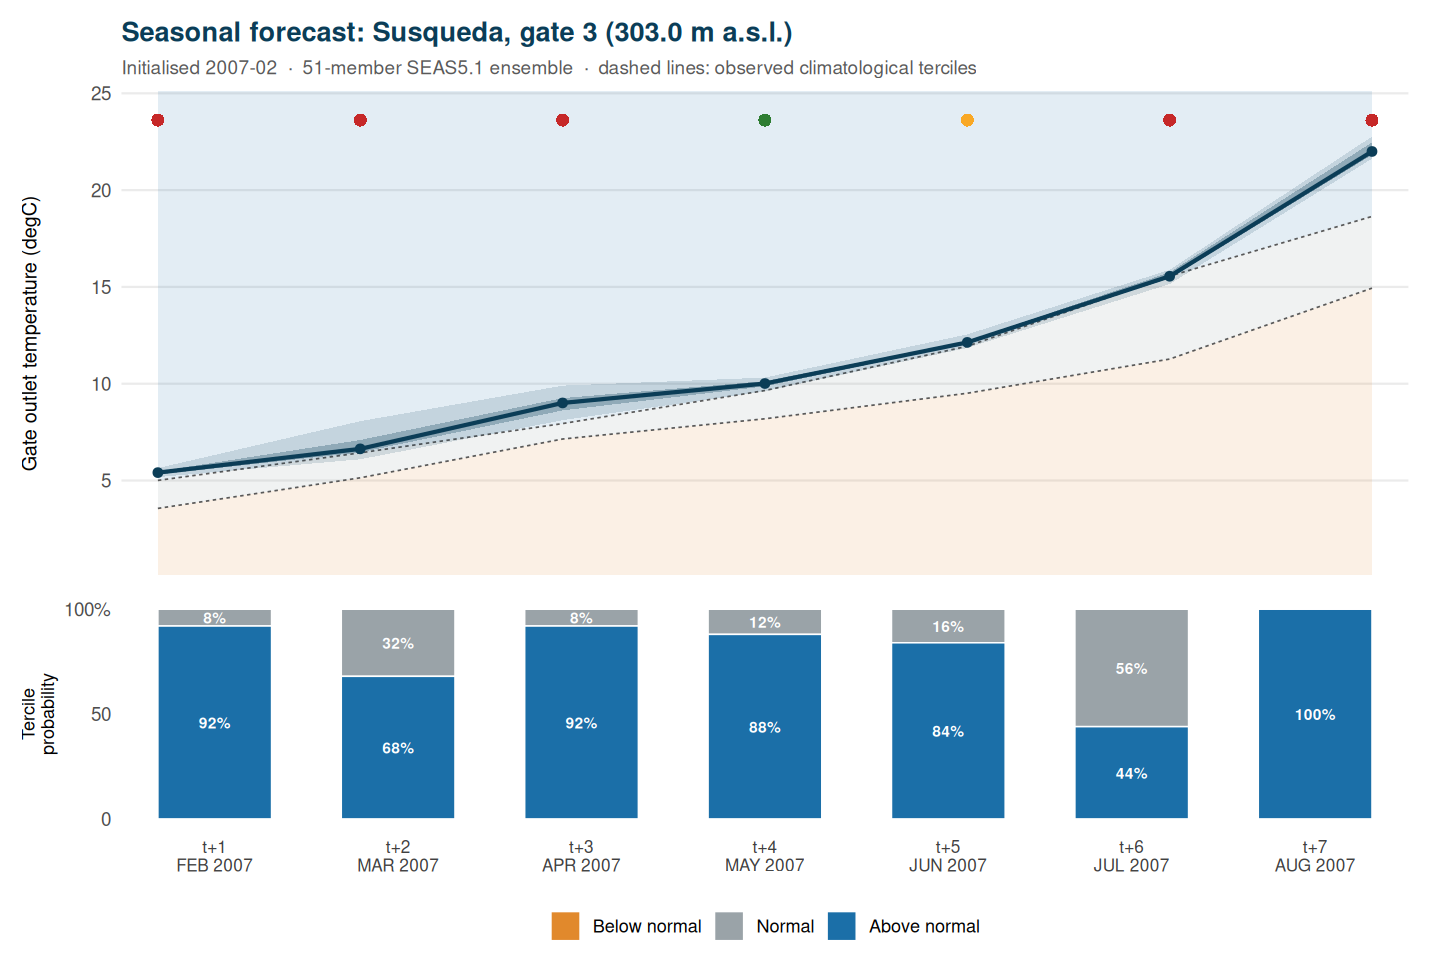 Seasonal forecast: Susqueda, gate 3 (303.0 m a.s.l.)
Initialised 2007-02 · 51-member SEAS5.1 ensemble · dashed lines: observed climatological terciles
Gate outlet temperature (degC)
25
20
15
10
5
Tercile
probability
100%
50
0
8%
32%
8%
12%
16%
56%
92%
68%
92%
88%
84%
44%
100%
t+1
FEB 2007
t+2
MAR 2007
t+3
APR 2007
t+4
MAY 2007
t+5
JUN 2007
t+6
JUL 2007
t+7
AUG 2007
Below normal
Normal
Above normal